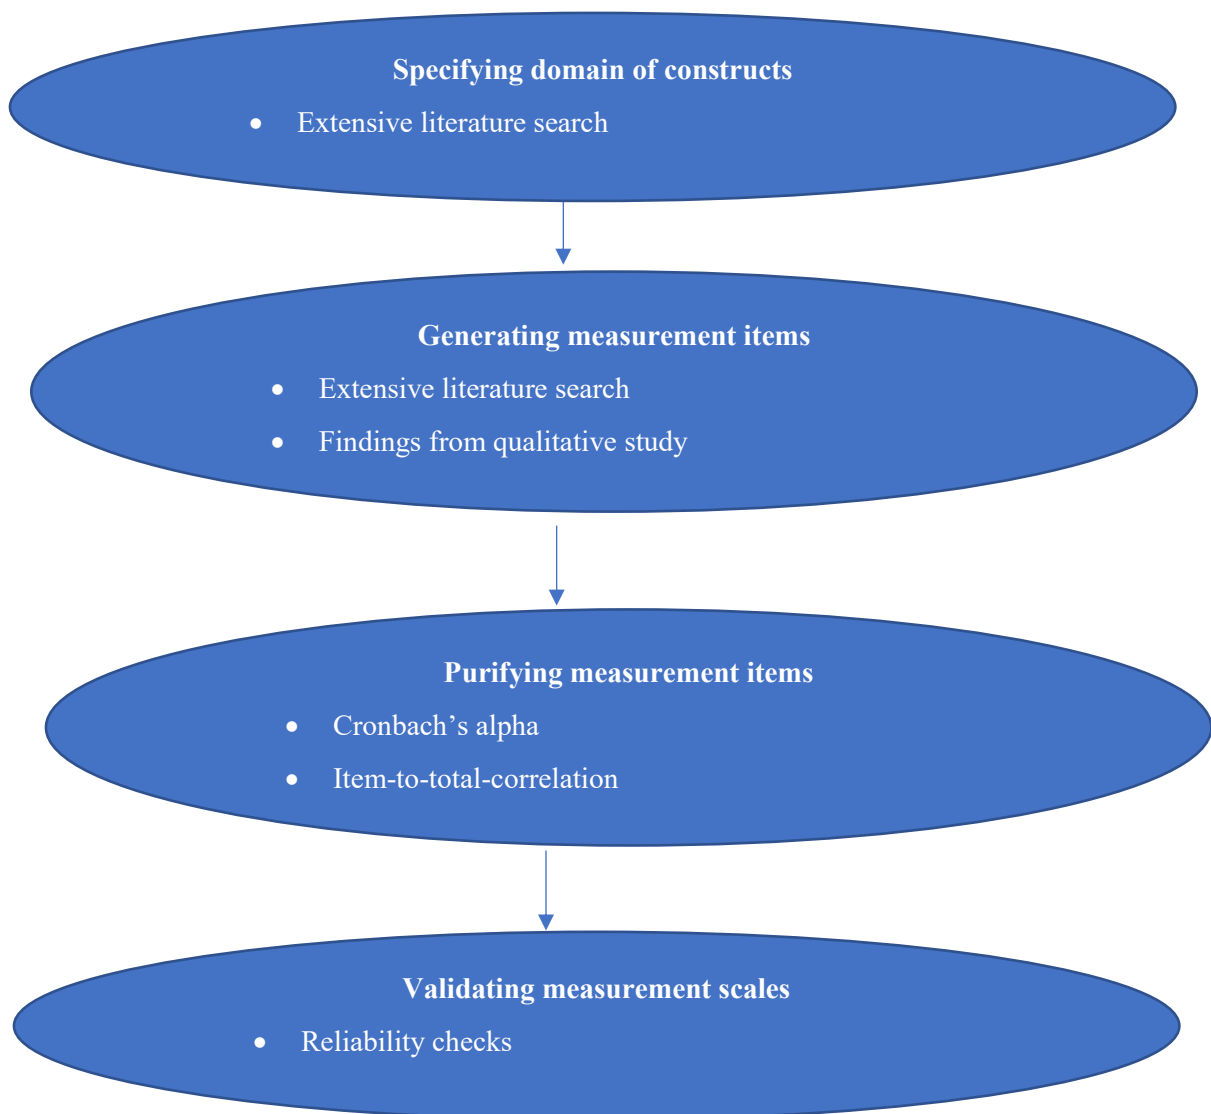 Specifying domain of constructs
• Extensive literature search
Generating measurement items
• Extensive literature search
• Findings from qualitative study
Purifying measurement items
• Cronbach’s alpha
• Item-to-total-correlation
Validating measurement scales
• Reliability checks